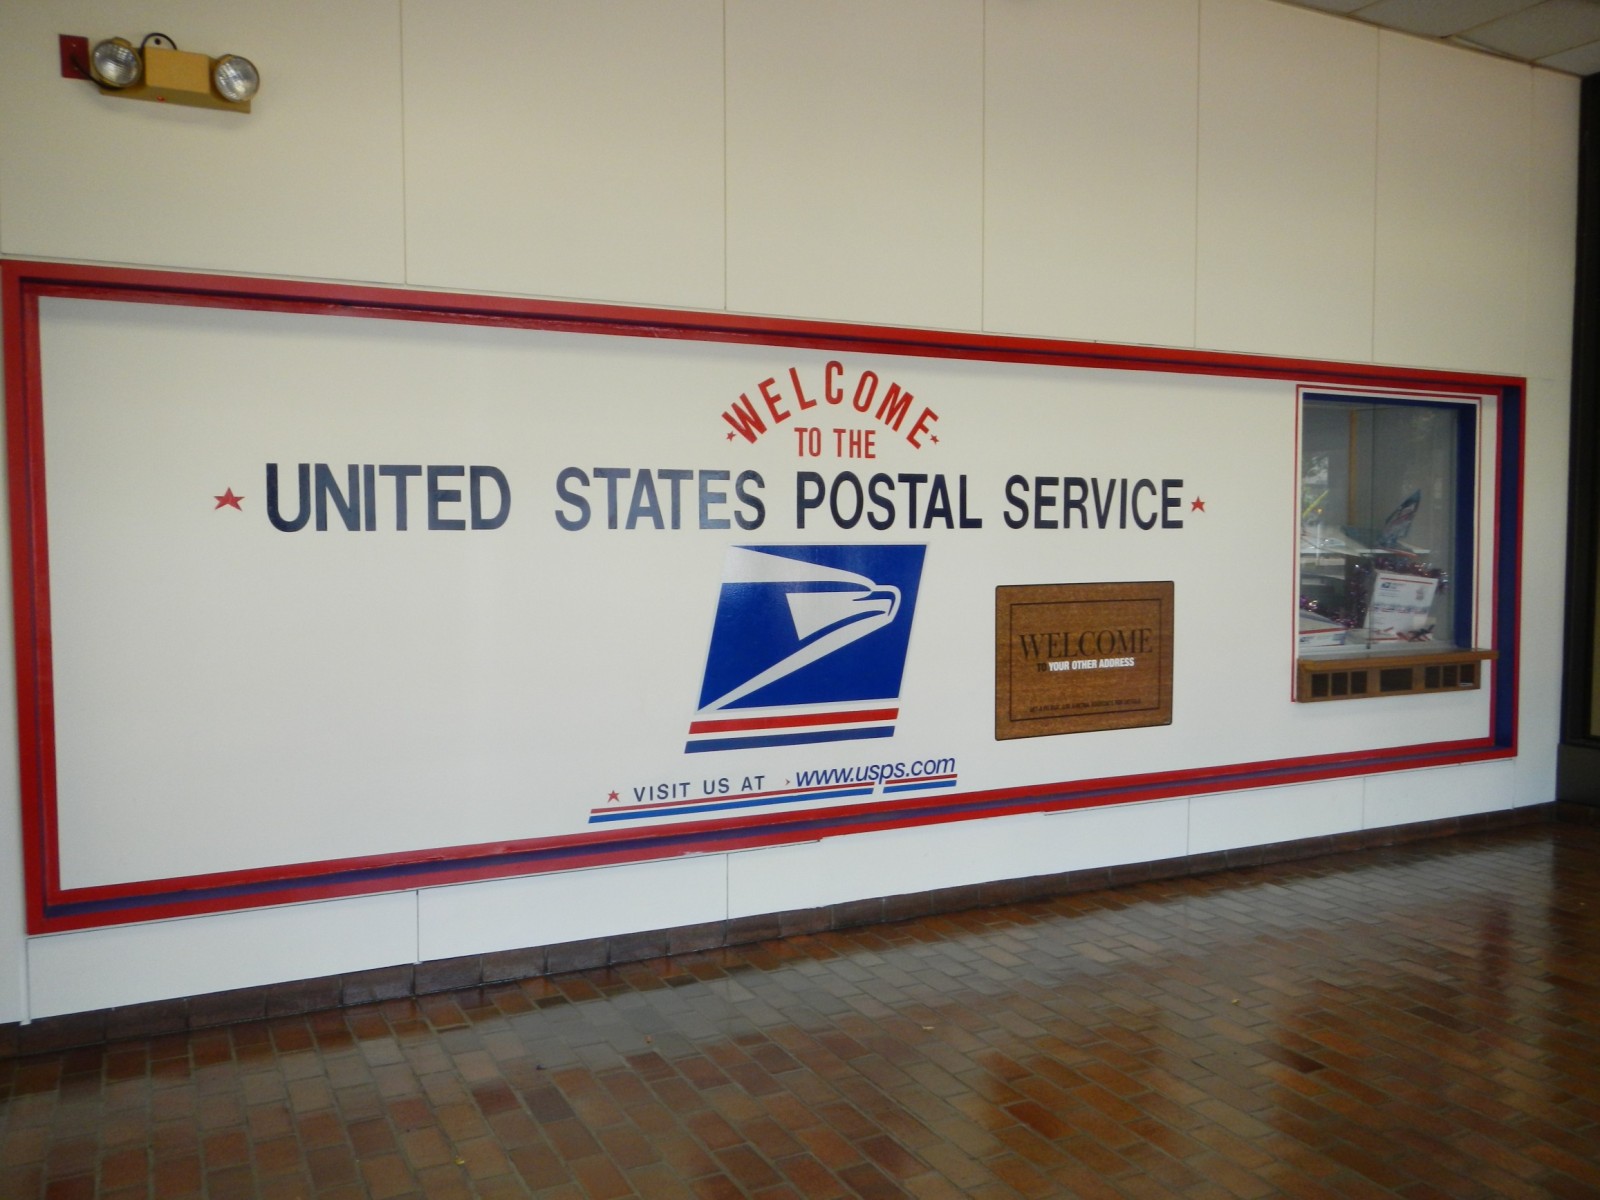 WELCOME
TO THE
UNITED STATES POSTAL SERVICE
WELCOME
TO YOUR OTHER ADDRESS
VISIT US AT www.usps.com